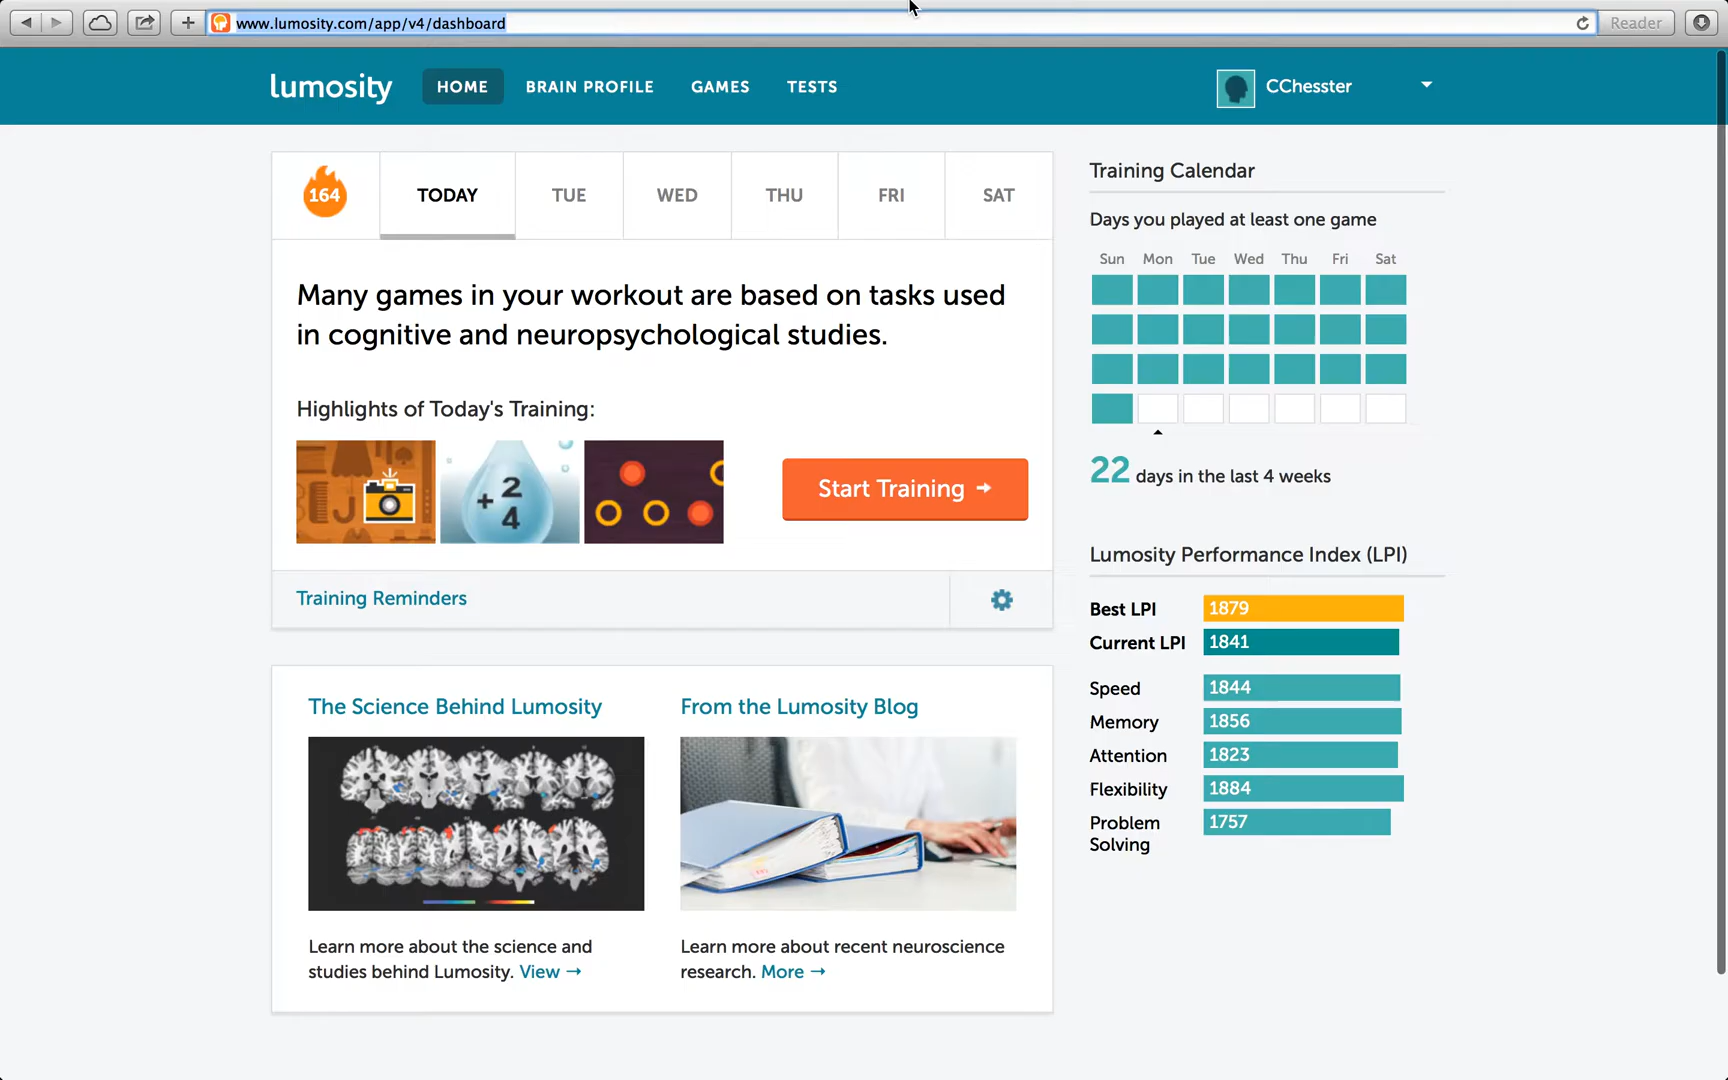 www.lumosity.com/app/v4/dashboard
Reader
lumosity
HOME
BRAIN PROFILE
GAMES
TESTS
CChesster
164
TODAY
TUE
WED
THU
FRI
SAT
Many games in your workout are based on tasks used
in cognitive and neuropsychological studies.
Highlights of Today's Training:
+ 2
4
Start Training →
Training Reminders
The Science Behind Lumosity
Learn more about the science and
studies behind Lumosity. View →
From the Lumosity Blog
Learn more about recent neuroscience
research. More →
Training Calendar
Days you played at least one game
Sun Mon Tue Wed Thu Fri Sat
22 days in the last 4 weeks
Lumosity Performance Index (LPI)
Best LPI 1879
Current LPI 1841
Speed 1844
Memory 1856
Attention 1823
Flexibility 1884
Problem 1757
Solving